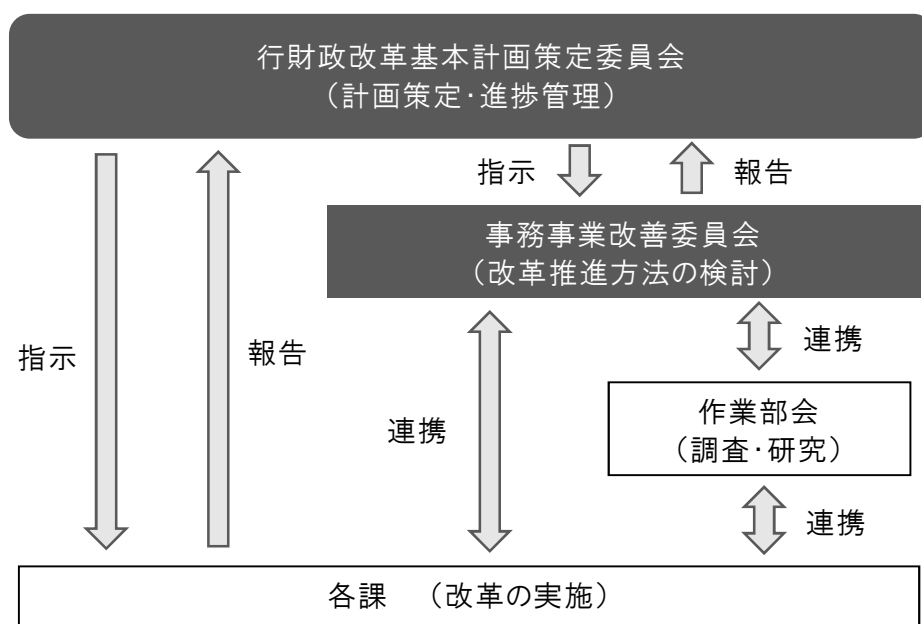 行財政改革基本計画策定委員会
（計画策定・進捗管理）
指示
報告
事務事業改善委員会
（改革推進方法の検討）
指示
報告
連携
連携
作業部会
（調査・研究）
連携
各課　（改革の実施）